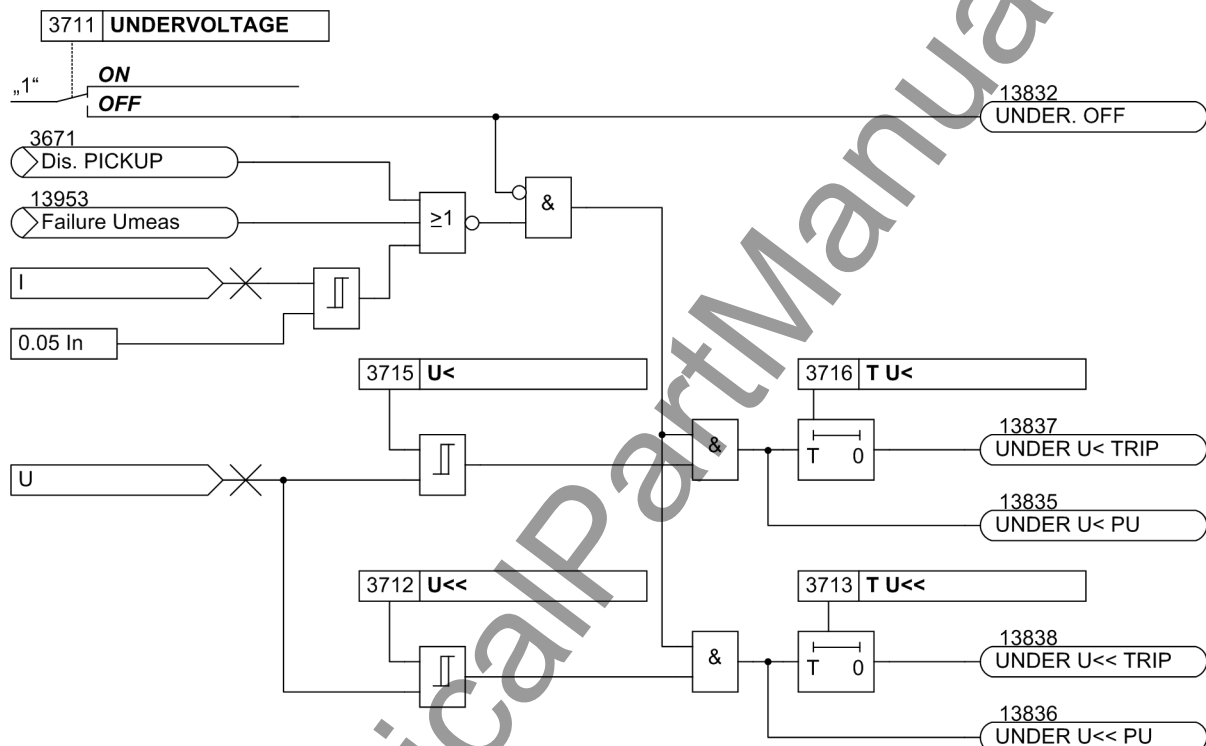 3711 UNDERVOLTAGE
„1“
ON
OFF
13832
UNDER. OFF
3671
Dis. PICKUP
13953
Failure Umeas
≥1
&
I
0.05 In
3715 U<
3716 T U<
&
T 0
13837
UNDER U< TRIP
U
13835
UNDER U< PU
3712 U<<
3713 T U<<
&
T 0
13838
UNDER U<< TRIP
13836
UNDER U<< PU
icalPartManua